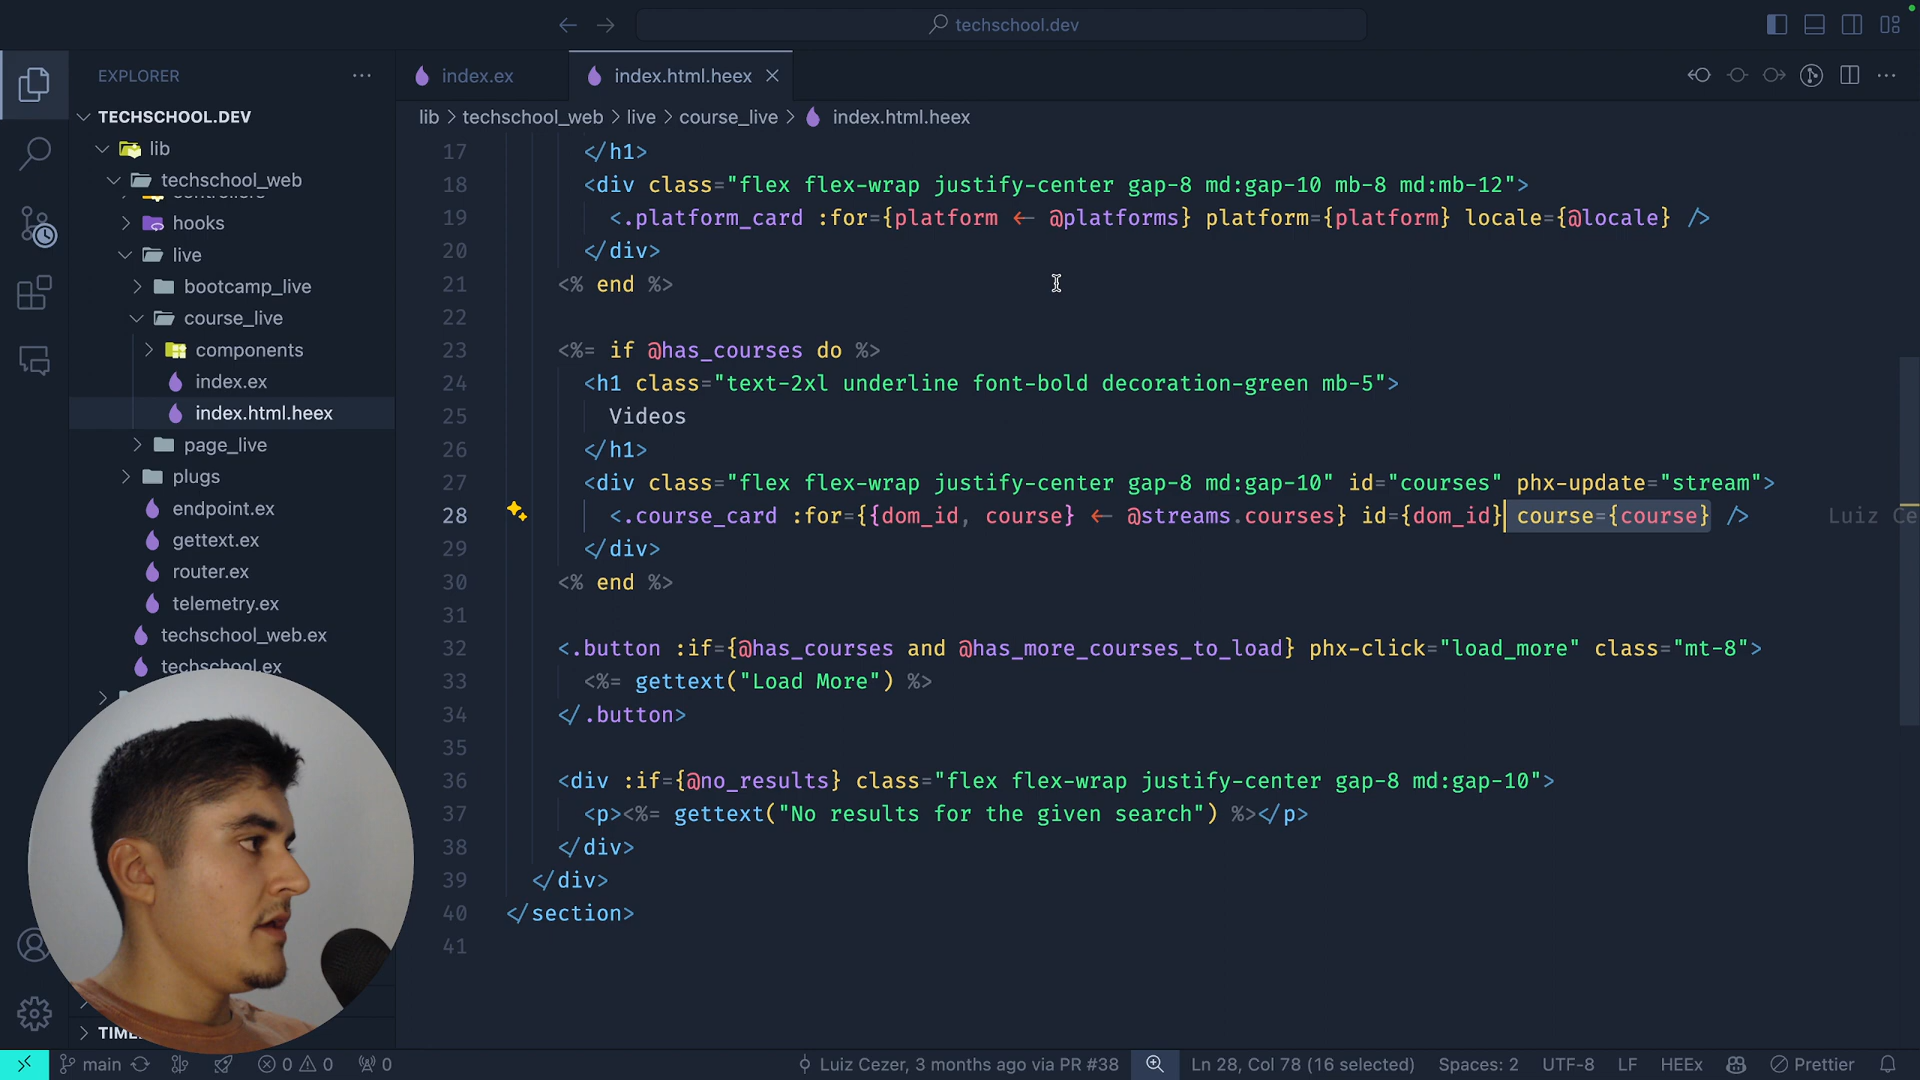 techschool.dev
EXPLORER
index.ex
index.html.heex
lib > techschool_web > live > course_live > index.html.heex
TECHSCHOOL.DEV
lib
techschool_web
hooks
live
bootcamp_live
course_live
components
index.ex
index.html.heex
page_live
plugs
endpoint.ex
gettext.ex
router.ex
telemetry.ex
techschool_web.ex
techschool.ex
17 </h1>
18 <div class="flex flex-wrap justify-center gap-8 md:gap-10 mb-8 md:mb-12">
19 <.platform_card :for={platform <- @platforms} platform={platform} locale={@locale} />
20 </div>
21 <% end %>
22
23 <%= if @has_courses do %>
24 <h1 class="text-2xl underline font-bold decoration-green mb-5">
25 Videos
26 </h1>
27 <div class="flex flex-wrap justify-center gap-8 md:gap-10" id="courses" phx-update="stream">
28 <.course_card :for={{dom_id, course} <- @streams.courses} id={dom_id} course={course} /> Luiz Ce
29 </div>
30 <% end %>
31
32 <.button :if={@has_courses and @has_more_courses_to_load} phx-click="load_more" class="mt-8">
33 <%= gettext("Load More") %>
34 </.button>
35
36 <div :if={@no_results} class="flex flex-wrap justify-center gap-8 md:gap-10">
37 <p><%= gettext("No results for the given search") %></p>
38 </div>
39 </div>
40 </section>
41
main 0 0 0 Luiz Cezer, 3 months ago via PR #38 Ln 28, Col 78 (16 selected) Spaces: 2 UTF-8 LF HEEx Prettier